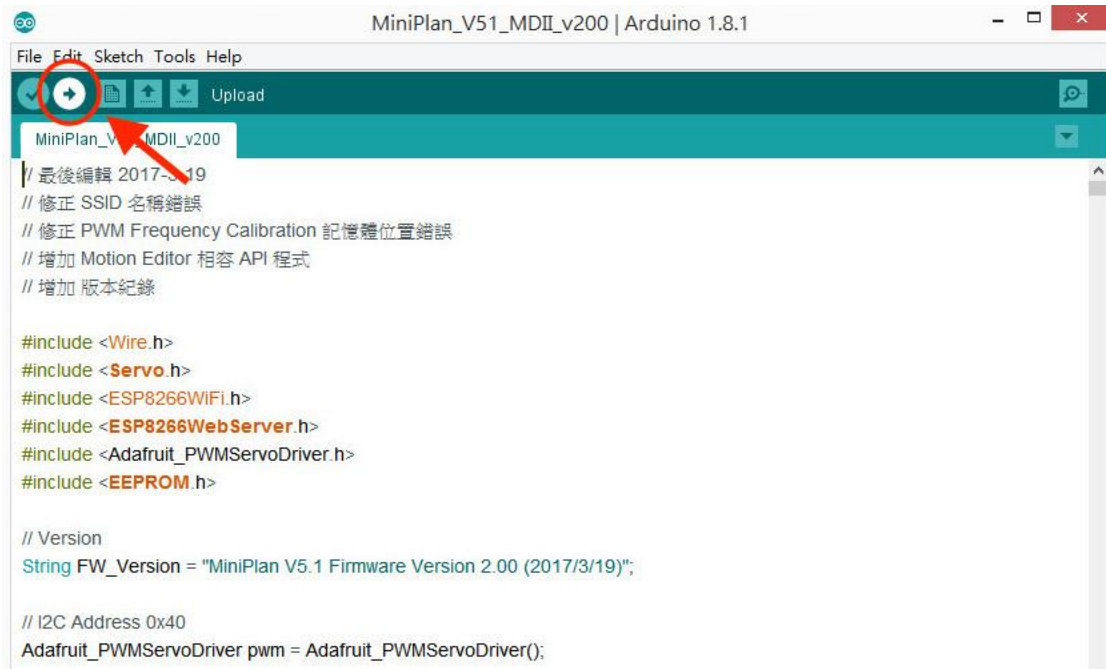 MiniPlan_V51_MDII_v200 | Arduino 1.8.1
File Edit Sketch Tools Help
Upload
MiniPlan_V MDII_v200
// 最後編輯 2017-3-19
// 修正 SSID 名稱錯誤
// 修正 PWM Frequency Calibration 記憶體位置錯誤
// 增加 Motion Editor 相容 API 程式
// 增加 版本紀錄
#include <Wire.h>
#include <Servo.h>
#include <ESP8266WiFi.h>
#include <ESP8266WebServer.h>
#include <Adafruit_PWMServoDriver.h>
#include <EEPROM.h>
// Version
String FW_Version = "MiniPlan V5.1 Firmware Version 2.00 (2017/3/19)";
// I2C Address 0x40
Adafruit_PWMServoDriver pwm = Adafruit_PWMServoDriver();